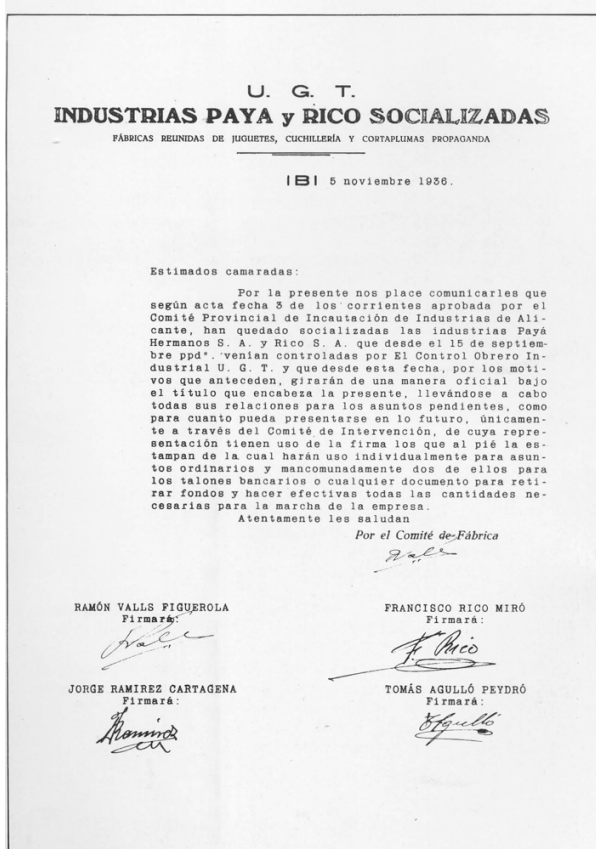 U. G. T.
INDUSTRIAS PAYA y RICO SOCIALIZADAS
FÁBRICAS REUNIDAS DE JUGUETES, CUCHILLERÍA Y CORTAPLUMAS PROPAGANDA
IBI 5 noviembre 1936.
Estimados camaradas:
Por la presente nos place comunicarles que
según acta fecha 3 de los corrientes aprobada por el
Comité Provincial de Incautación de Industrias de Ali-
cante, han quedado socializadas las industrias Payá
Hermanos S. A. y Rico S. A. que desde el 15 de septiem-
bre ppdº. venían controladas por El Control Obrero In-
dustrial U. G. T. y que desde esta fecha, por los moti-
vos que anteceden, girarán de una manera oficial bajo
el título que encabeza la presente, llevándose a cabo
todas sus relaciones para los asuntos pendientes, como
para cuanto pueda presentarse en lo futuro, únicamen-
te a través del Comité de Intervención, de cuya repre-
sentación tienen uso de la firma los que al pié la es-
tampan de la cual harán uso individualmente para asun-
tos ordinarios y mancomunadamente dos de ellos para
los talones bancarios o cualquier documento para reti-
rar fondos y hacer efectivas todas las cantidades ne-
cesarias para la marcha de la empresa.
Atentamente les saludan
Por el Comité de Fábrica
Valls
RAMÓN VALLS FIGUEROLA
Firmará:
Valls
FRANCISCO RICO MIRÓ
Firmará:
F. Rico
JORGE RAMIREZ CARTAGENA
Firmará:
JRamirez
TOMÁS AGULLÓ PEYDRÓ
Firmará:
TAgulló